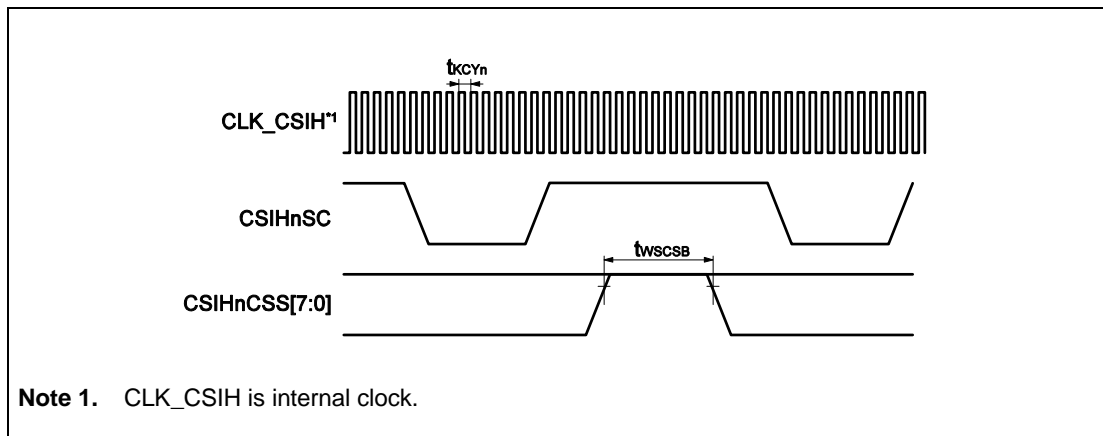 tKCYn
CLK_CSIH*1
CSIHnSC
tWSCSB
CSIHnCSS[7:0]
Note 1. CLK_CSIH is internal clock.